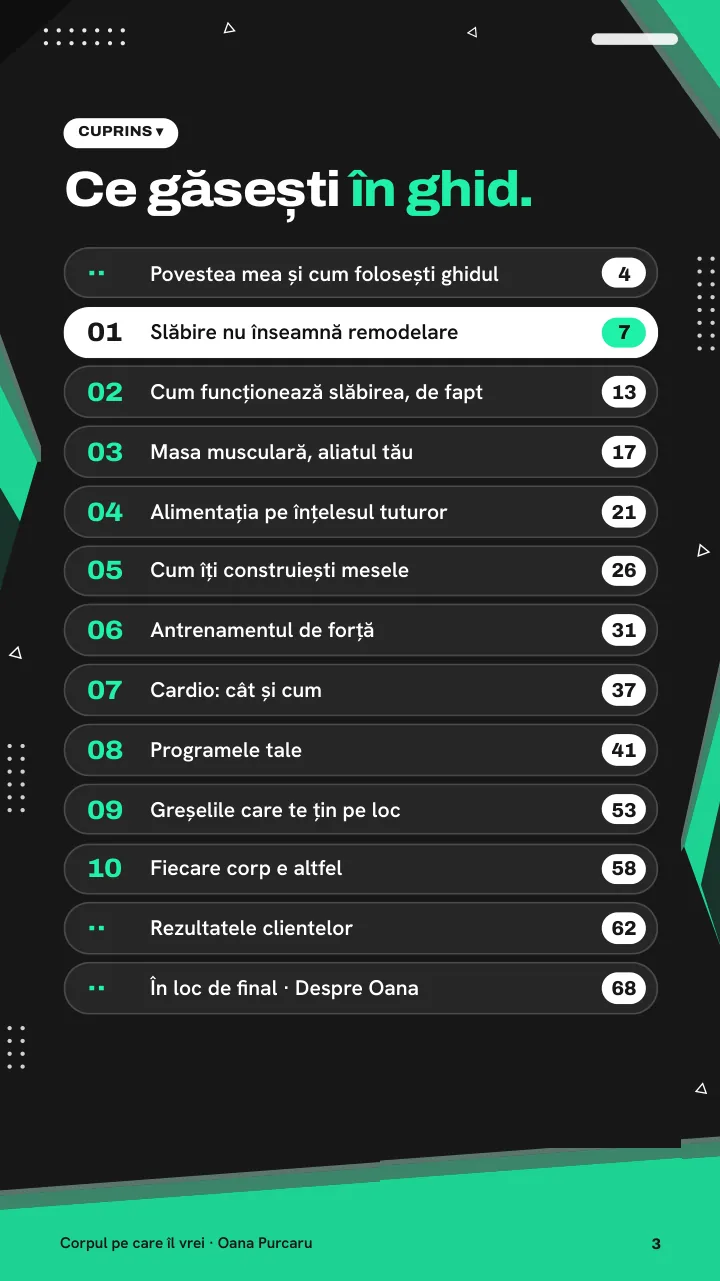 CUPRINS ▾
Ce găsești în ghid.
·· Povestea mea și cum folosești ghidul 4
01 Slăbire nu înseamnă remodelare 7
02 Cum funcționează slăbirea, de fapt 13
03 Masa musculară, aliatul tău 17
04 Alimentația pe înțelesul tuturor 21
05 Cum îți construiești mesele 26
06 Antrenamentul de forță 31
07 Cardio: cât și cum 37
08 Programele tale 41
09 Greșelile care te țin pe loc 53
10 Fiecare corp e altfel 58
·· Rezultatele clientelor 62
·· În loc de final · Despre Oana 68
Corpul pe care îl vrei · Oana Purcaru 3